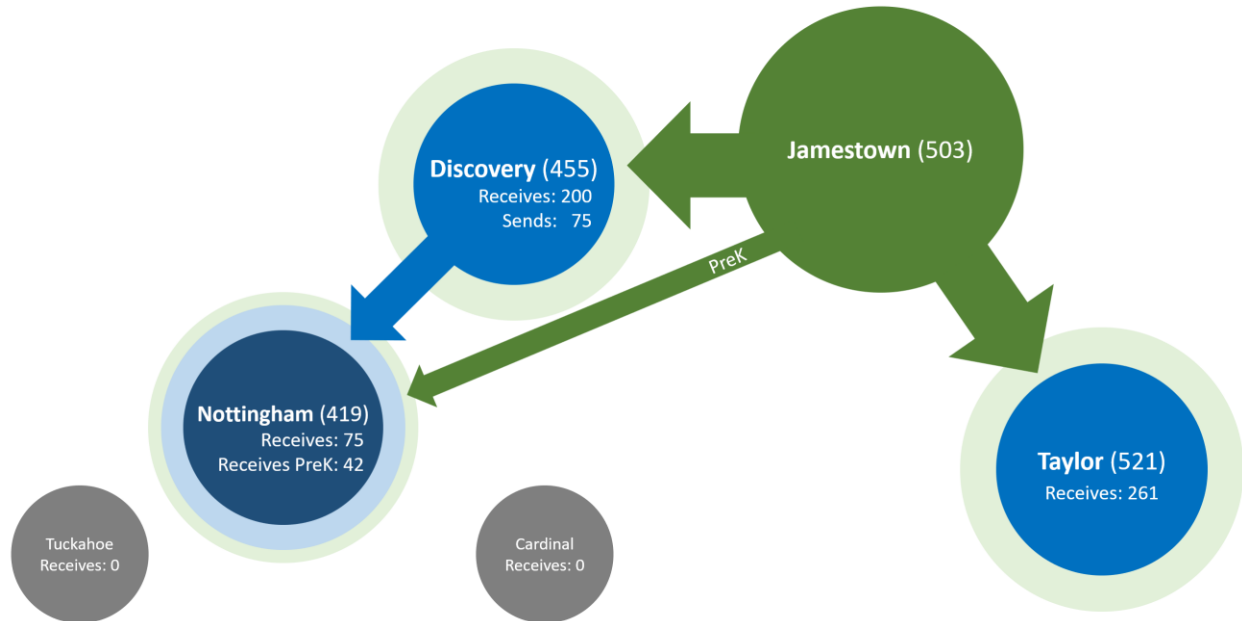 Jamestown (503)
Discovery (455)
Receives: 200
Sends: 75
PreK
Nottingham (419)
Receives: 75
Receives PreK: 42
Taylor (521)
Receives: 261
Tuckahoe
Receives: 0
Cardinal
Receives: 0